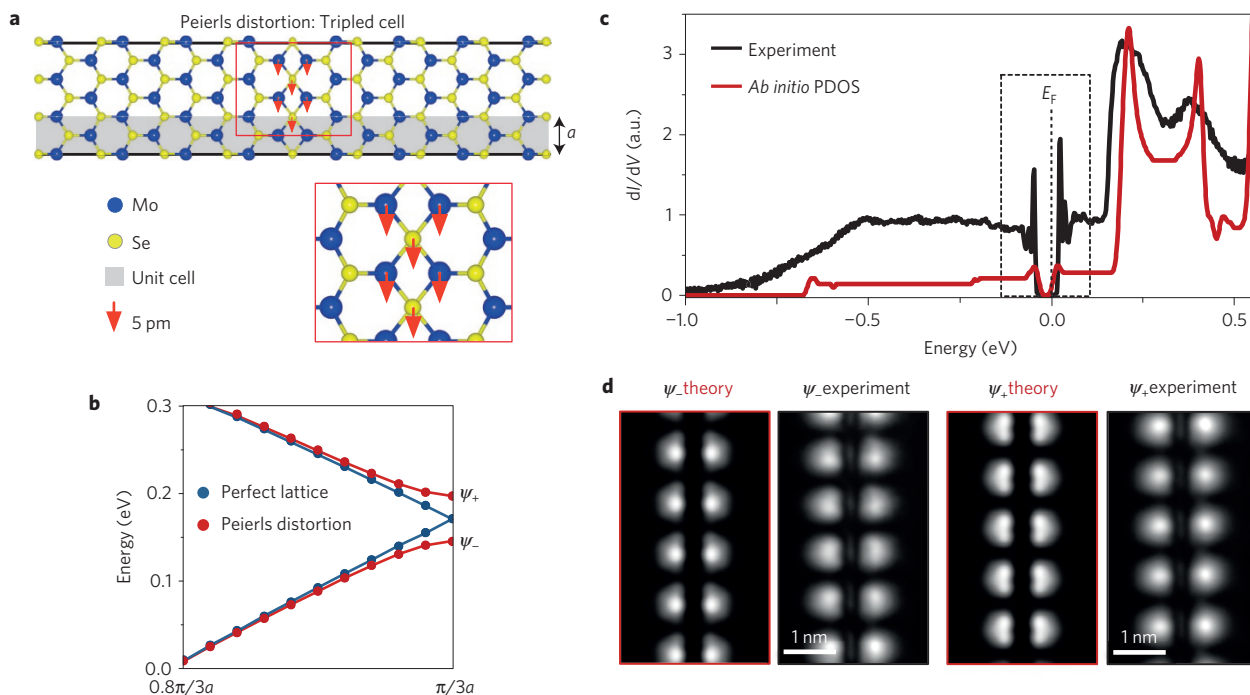 a
Peierls distortion: Tripled cell
a
Mo
Se
Unit cell
5 pm
b
0.3
0.2
0.1
0.0
Energy (eV)
Perfect lattice
Peierls distortion
ψ+
ψ−
0.8π/3a
π/3a
c
Experiment
Ab initio PDOS
EF
3
2
1
0
dI/dV (a.u.)
−1.0
−0.5
0.0
0.5
Energy (eV)
d
ψ−theory
ψ−experiment
ψ+theory
ψ+experiment
1 nm
1 nm